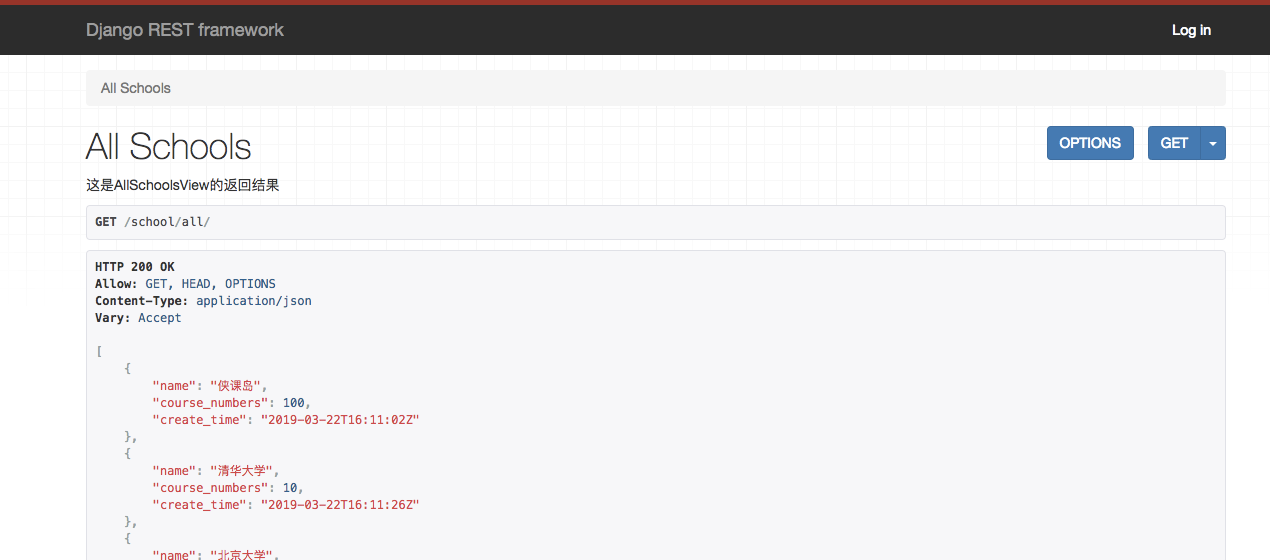 Django REST framework
Log in
All Schools
All Schools
OPTIONS
GET
这是AllSchoolsView的返回结果
GET /school/all/
HTTP 200 OK
Allow: GET, HEAD, OPTIONS
Content-Type: application/json
Vary: Accept
[
{
"name": "侠课岛",
"course_numbers": 100,
"create_time": "2019-03-22T16:11:02Z"
},
{
"name": "清华大学",
"course_numbers": 10,
"create_time": "2019-03-22T16:11:26Z"
},
{
"name": "北京大学",